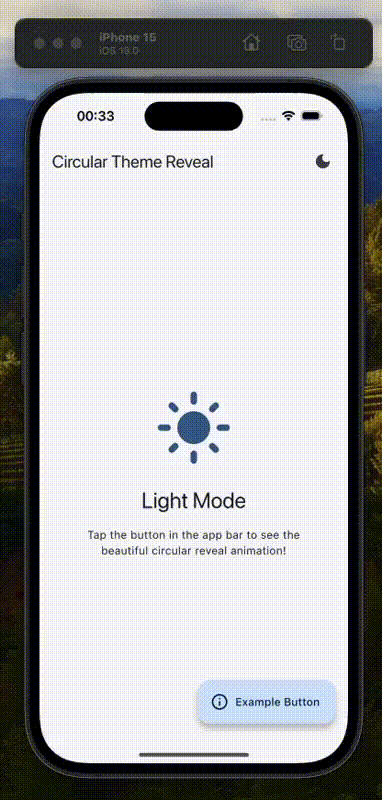 iPhone 15
iOS 18.0
00:33
Circular Theme Reveal
Light Mode
Tap the button in the app bar to see the
beautiful circular reveal animation!
Example Button